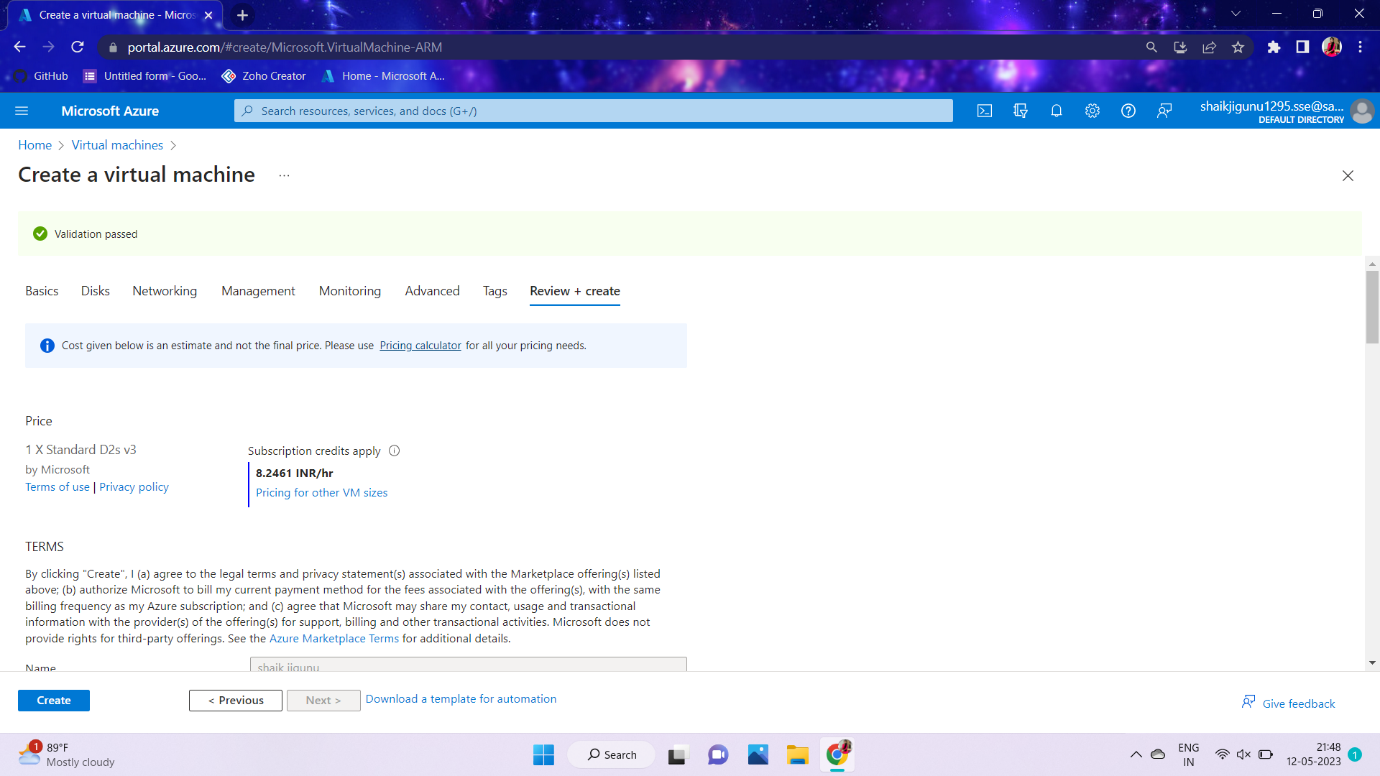 Create a virtual machine - Micros
portal.azure.com/#create/Microsoft.VirtualMachine-ARM
GitHub Untitled form - Goo... Zoho Creator Home - Microsoft A...
Microsoft Azure Search resources, services, and docs (G+/) shaikjigunu1295.sse@sa...
DEFAULT DIRECTORY
Home > Virtual machines >
Create a virtual machine ...
Validation passed
Basics Disks Networking Management Monitoring Advanced Tags Review + create
Cost given below is an estimate and not the final price. Please use Pricing calculator for all your pricing needs.
Price
1 X Standard D2s v3
by Microsoft
Terms of use | Privacy policy
Subscription credits apply
8.2461 INR/hr
Pricing for other VM sizes
TERMS
By clicking "Create", I (a) agree to the legal terms and privacy statement(s) associated with the Marketplace offering(s) listed
above; (b) authorize Microsoft to bill my current payment method for the fees associated with the offering(s), with the same
billing frequency as my Azure subscription; and (c) agree that Microsoft may share my contact, usage and transactional
information with the provider(s) of the offering(s) for support, billing and other transactional activities. Microsoft does not
provide rights for third-party offerings. See the Azure Marketplace Terms for additional details.
Name shaik jigunu
Create < Previous Next > Download a template for automation Give feedback
1 89°F
Mostly cloudy
Search
ENG
IN
21:48
12-05-2023
1